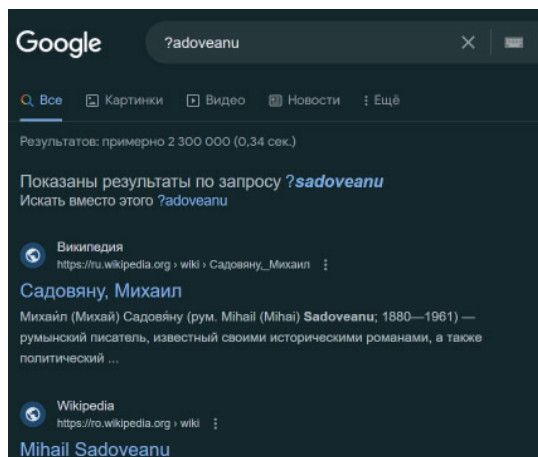 Google
?adoveanu
Все Картинки Видео Новости Ещё
Результатов: примерно 2 300 000 (0,34 сек.)
Показаны результаты по запросу ?sadoveanu
Искать вместо этого ?adoveanu
Википедия
https://ru.wikipedia.org › wiki › Садовяну,_Михаил
Садовяну, Михаил
Михаи́л (Михай) Садовя́ну (рум. Mihail (Mihai) Sadoveanu; 1880—1961) —
румынский писатель, известный своими историческими романами, а также
политический ...
Wikipedia
https://ro.wikipedia.org › wiki
Mihail Sadoveanu